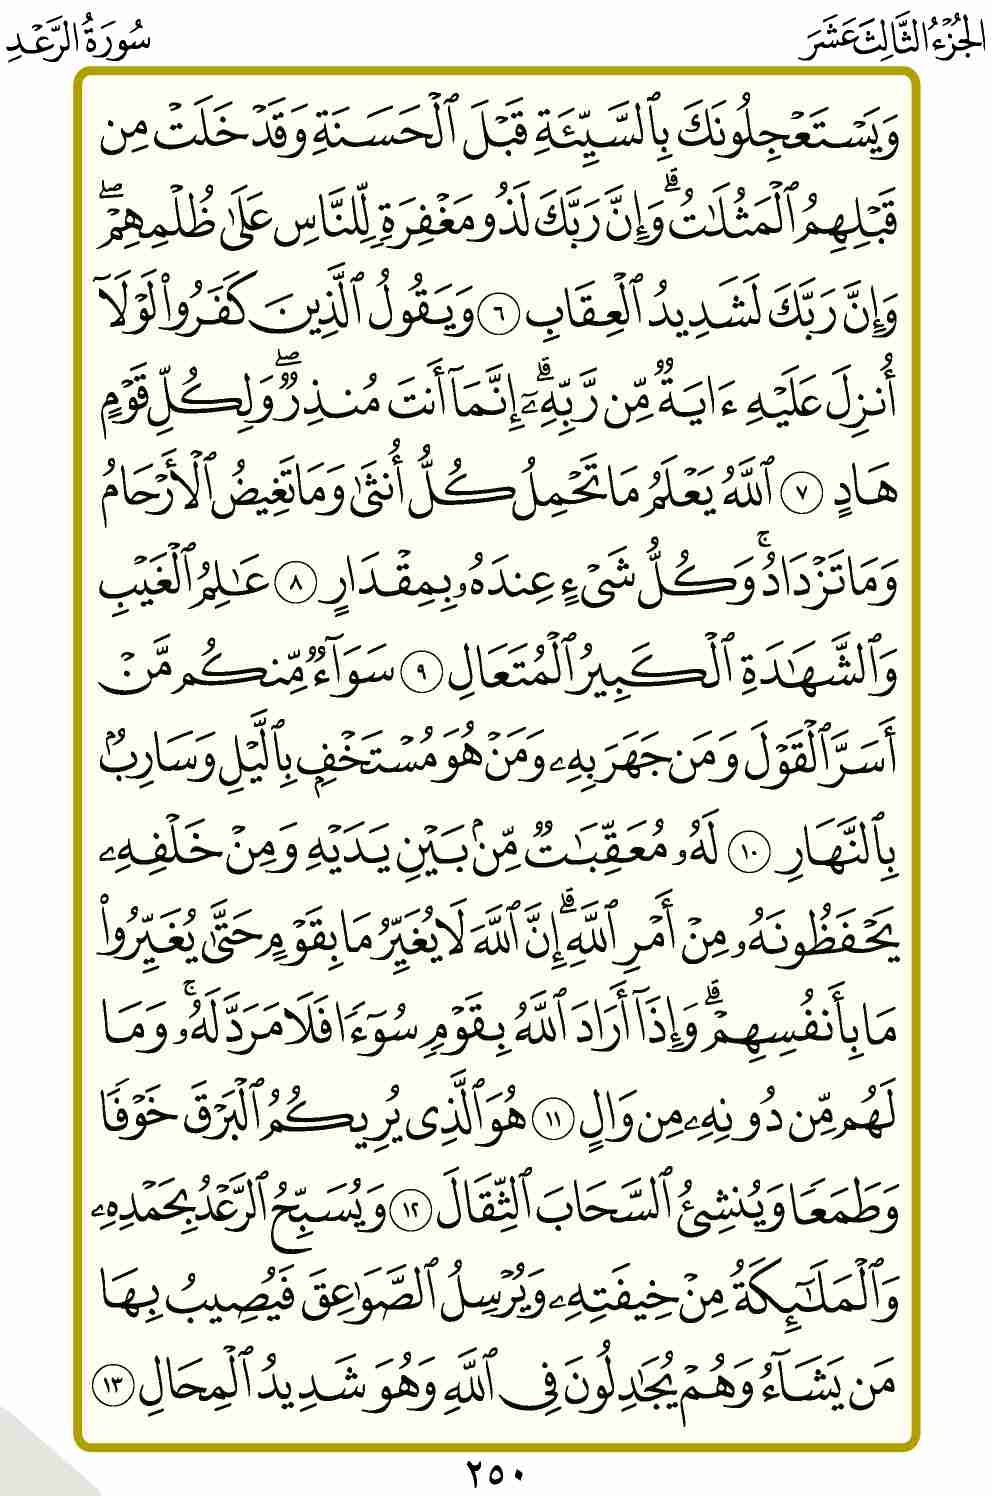 الجُزْءُ الثَّالِثَ عَشَرَ
سُورَةُ الرَّعْدِ
وَيَسْتَعْجِلُونَكَ بِٱلسَّيِّئَةِ قَبْلَ ٱلْحَسَنَةِ وَقَدْ خَلَتْ مِن
قَبْلِهِمُ ٱلْمَثُلَٰتُۗ وَإِنَّ رَبَّكَ لَذُو مَغْفِرَةٍ لِّلنَّاسِ عَلَىٰ ظُلْمِهِمْۖ
وَإِنَّ رَبَّكَ لَشَدِيدُ ٱلْعِقَابِ ٦ وَيَقُولُ ٱلَّذِينَ كَفَرُوا۟ لَوْلَآ
أُنزِلَ عَلَيْهِ ءَايَةٌ مِّن رَّبِّهِۦٓۗ إِنَّمَآ أَنتَ مُنذِرٌۖ وَلِكُلِّ قَوْمٍ
هَادٍ ٧ ٱللَّهُ يَعْلَمُ مَا تَحْمِلُ كُلُّ أُنثَىٰ وَمَا تَغِيضُ ٱلْأَرْحَامُ
وَمَا تَزْدَادُۚ وَكُلُّ شَىْءٍ عِندَهُۥ بِمِقْدَارٍ ٨ عَٰلِمُ ٱلْغَيْبِ
وَٱلشَّهَٰدَةِ ٱلْكَبِيرُ ٱلْمُتَعَالِ ٩ سَوَآءٌ مِّنكُم مَّنْ
أَسَرَّ ٱلْقَوْلَ وَمَن جَهَرَ بِهِۦ وَمَنْ هُوَ مُسْتَخْفٍۭ بِٱلَّيْلِ وَسَارِبٌۢ
بِٱلنَّهَارِ ١٠ لَهُۥ مُعَقِّبَٰتٌ مِّنۢ بَيْنِ يَدَيْهِ وَمِنْ خَلْفِهِۦ
يَحْفَظُونَهُۥ مِنْ أَمْرِ ٱللَّهِۗ إِنَّ ٱللَّهَ لَا يُغَيِّرُ مَا بِقَوْمٍ حَتَّىٰ يُغَيِّرُوا۟
مَا بِأَنفُسِهِمْۗ وَإِذَآ أَرَادَ ٱللَّهُ بِقَوْمٍ سُوٓءًا فَلَا مَرَدَّ لَهُۥۚ وَمَا
لَهُم مِّن دُونِهِۦ مِن وَالٍ ١١ هُوَ ٱلَّذِى يُرِيكُمُ ٱلْبَرْقَ خَوْفًا
وَطَمَعًا وَيُنشِئُ ٱلسَّحَابَ ٱلثِّقَالَ ١٢ وَيُسَبِّحُ ٱلرَّعْدُ بِحَمْدِهِۦ
وَٱلْمَلَٰٓئِكَةُ مِنْ خِيفَتِهِۦ وَيُرْسِلُ ٱلصَّوَٰعِقَ فَيُصِيبُ بِهَا
مَن يَشَآءُ وَهُمْ يُجَٰدِلُونَ فِى ٱللَّهِ وَهُوَ شَدِيدُ ٱلْمِحَالِ ١٣
٢٥٠